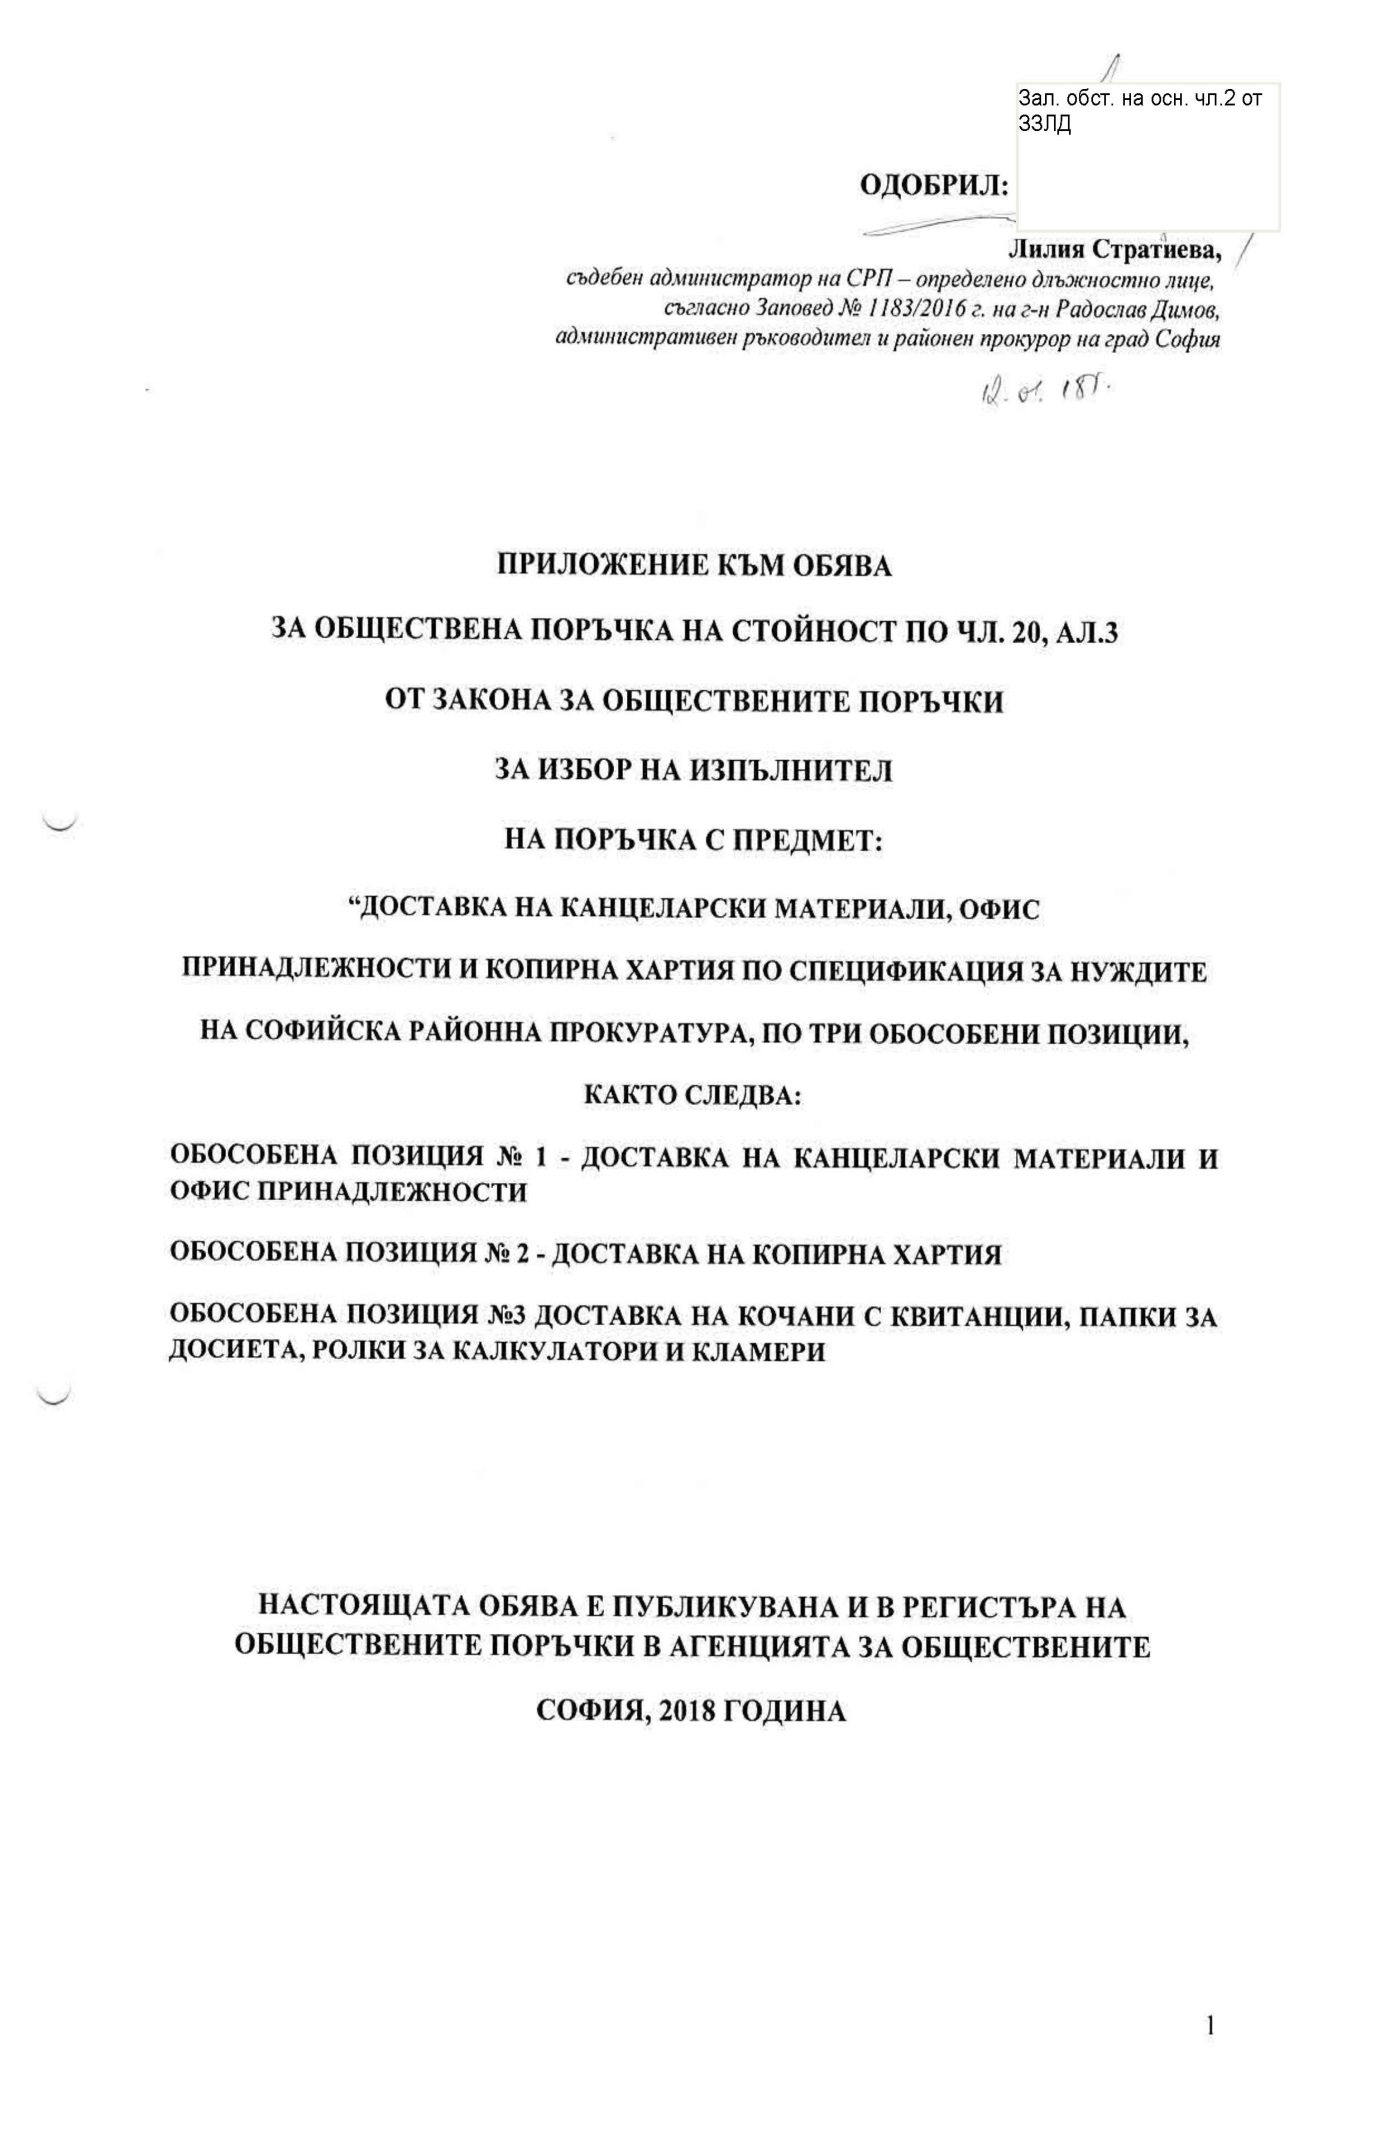 Зал. обст. на осн. чл.2 от
ЗЗЛД
ОДОБРИЛ:
Лилия Стратиева,
съдебен администратор на СРП – определено длъжностно лице,
съгласно Заповед № 1183/2016 г. на г-н Радослав Димов,
административен ръководител и районен прокурор на град София
12.01.18г.
ПРИЛОЖЕНИЕ КЪМ ОБЯВА
ЗА ОБЩЕСТВЕНА ПОРЪЧКА НА СТОЙНОСТ ПО ЧЛ. 20, АЛ.3
ОТ ЗАКОНА ЗА ОБЩЕСТВЕНИТЕ ПОРЪЧКИ
ЗА ИЗБОР НА ИЗПЪЛНИТЕЛ
НА ПОРЪЧКА С ПРЕДМЕТ:
“ДОСТАВКА НА КАНЦЕЛАРСКИ МАТЕРИАЛИ, ОФИС
ПРИНАДЛЕЖНОСТИ И КОПИРНА ХАРТИЯ ПО СПЕЦИФИКАЦИЯ ЗА НУЖДИТЕ
НА СОФИЙСКА РАЙОННА ПРОКУРАТУРА, ПО ТРИ ОБОСОБЕНИ ПОЗИЦИИ,
КАКТО СЛЕДВА:
ОБОСОБЕНА ПОЗИЦИЯ № 1 - ДОСТАВКА НА КАНЦЕЛАРСКИ МАТЕРИАЛИ И
ОФИС ПРИНАДЛЕЖНОСТИ
ОБОСОБЕНА ПОЗИЦИЯ № 2 - ДОСТАВКА НА КОПИРНА ХАРТИЯ
ОБОСОБЕНА ПОЗИЦИЯ №3 ДОСТАВКА НА КОЧАНИ С КВИТАНЦИИ, ПАПКИ ЗА
ДОСИЕТА, РОЛКИ ЗА КАЛКУЛАТОРИ И КЛАМЕРИ
НАСТОЯЩАТА ОБЯВА Е ПУБЛИКУВАНА И В РЕГИСТЪРА НА
ОБЩЕСТВЕНИТЕ ПОРЪЧКИ В АГЕНЦИЯТА ЗА ОБЩЕСТВЕНИТЕ
СОФИЯ, 2018 ГОДИНА
1